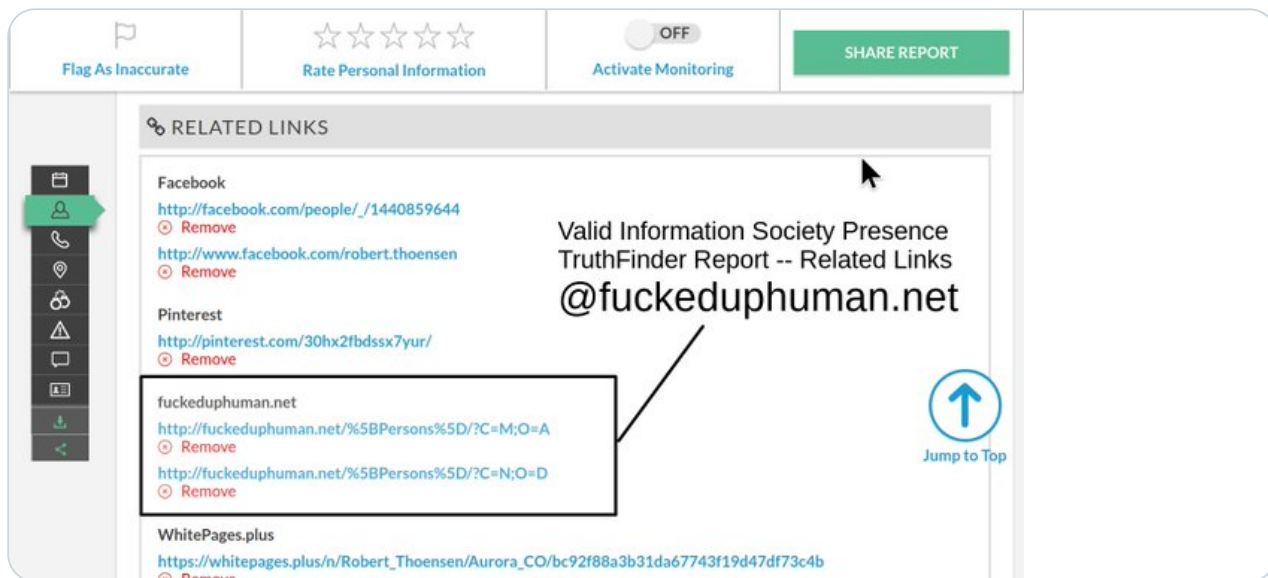 OFF
SHARE REPORT
Flag As Inaccurate
Rate Personal Information
Activate Monitoring
RELATED LINKS
Facebook
http://facebook.com/people/_/1440859644
Remove
http://www.facebook.com/robert.thoensen
Remove
Valid Information Society Presence
TruthFinder Report -- Related Links
@fuckeduphuman.net
Pinterest
http://pinterest.com/30hx2fbdssx7yur/
Remove
fuckeduphuman.net
http://fuckeduphuman.net/%5BPersons%5D/?C=M;O=A
Remove
http://fuckeduphuman.net/%5BPersons%5D/?C=N;O=D
Remove
Jump to Top
WhitePages.plus
https://whitepages.plus/n/Robert_Thoensen/Aurora_CO/bc92f88a3b31da67743f19d47df73c4b
Remove